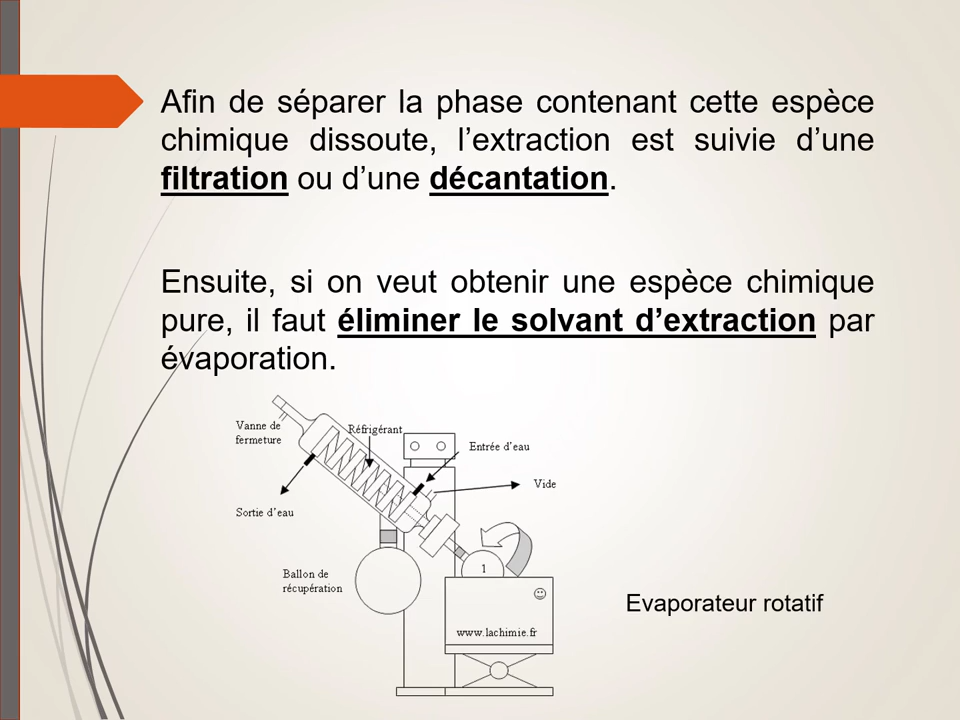 Afin de séparer la phase contenant cette espèce
chimique dissoute, l’extraction est suivie d’une
filtration ou d’une décantation.
Ensuite, si on veut obtenir une espèce chimique
pure, il faut éliminer le solvant d’extraction par
évaporation.
Vanne de
fermeture
Réfrigérant
Entrée d’eau
Vide
Sortie d’eau
Ballon de
récupération
1
www.lachimie.fr
Evaporateur rotatif